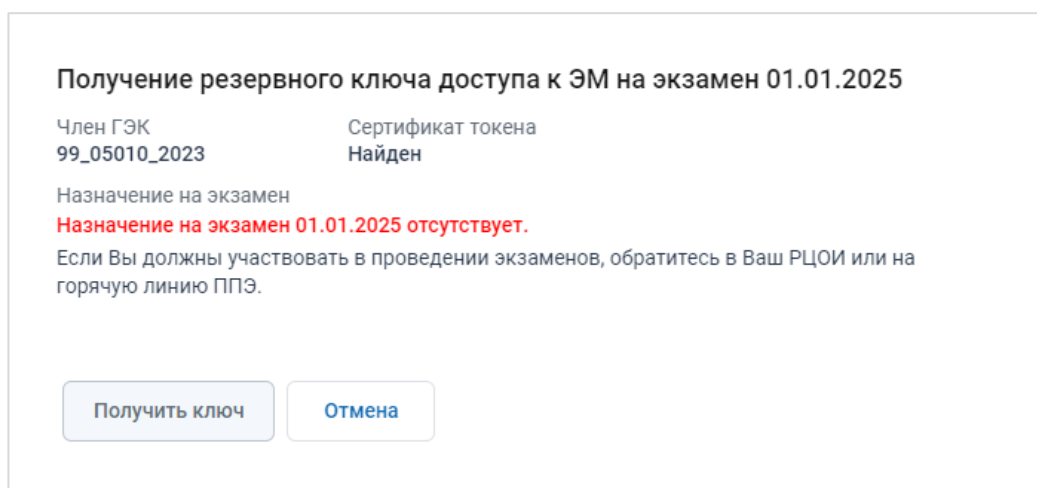 Получение резервного ключа доступа к ЭМ на экзамен 01.01.2025
Член ГЭК
Сертификат токена
99_05010_2023
Найден
Назначение на экзамен
Назначение на экзамен 01.01.2025 отсутствует.
Если Вы должны участвовать в проведении экзаменов, обратитесь в Ваш РЦОИ или на
горячую линию ППЭ.
Получить ключ
Отмена